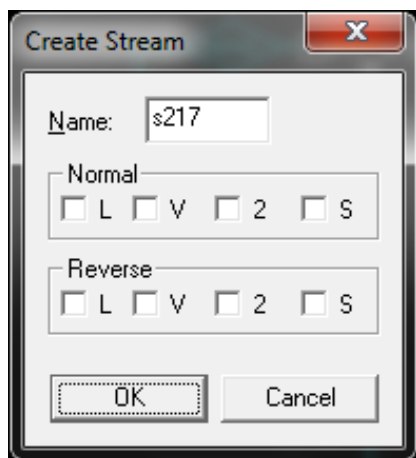 Create Stream
Name: s217
Normal
L V 2 S
Reverse
L V 2 S
OK Cancel